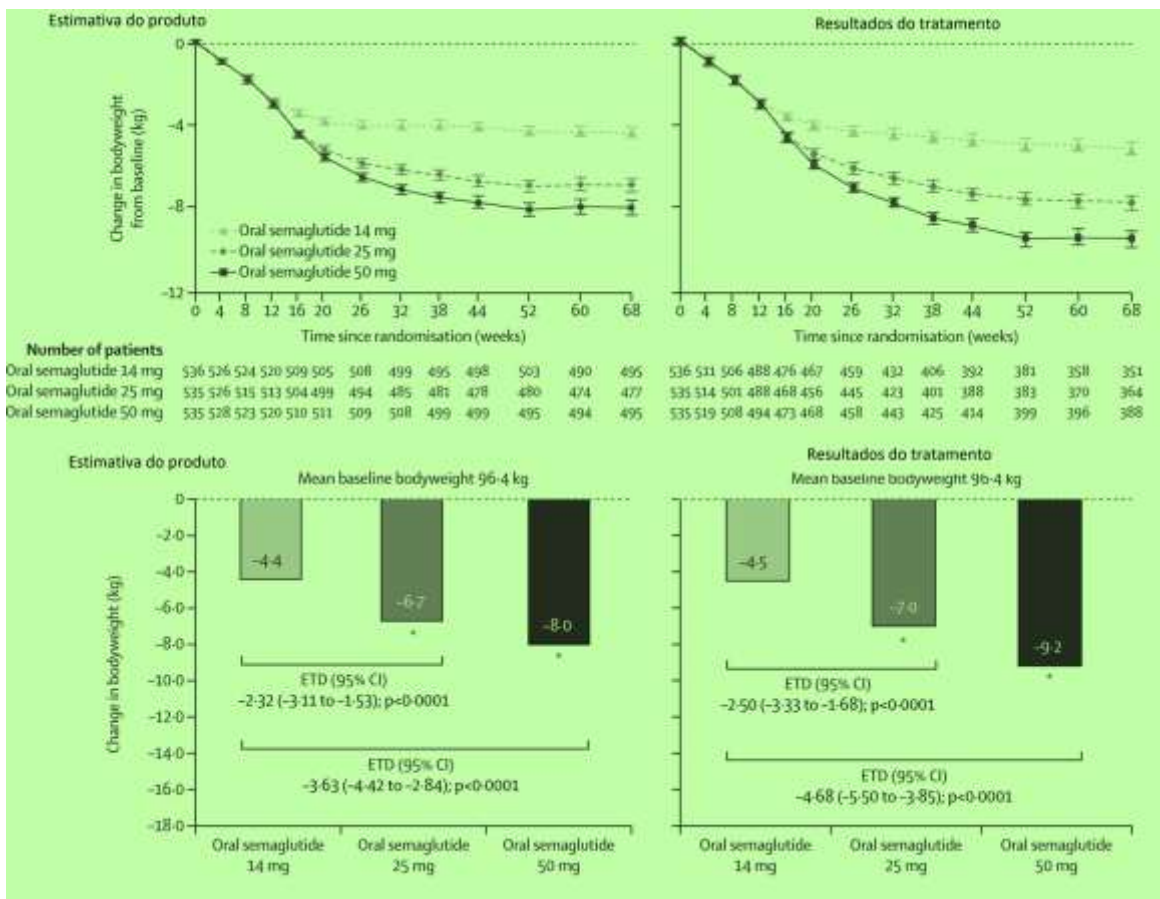 Estimativa do produto
Resultados do tratamento
0
-4
-8
-12
Change in bodyweight
from baseline (kg)
Oral semaglutide 14 mg
Oral semaglutide 25 mg
Oral semaglutide 50 mg
0 4 8 12 16 20 26 32 38 44 52 60 68
0 4 8 12 16 20 26 32 38 44 52 60 68
Time since randomisation (weeks)
Time since randomisation (weeks)
Number of patients
Oral semaglutide 14 mg 536 526 524 520 509 505 508 499 495 498 503 490 495 536 511 506 488 476 467 459 432 406 392 381 358 351
Oral semaglutide 25 mg 535 526 515 513 504 499 494 485 481 478 480 474 477 535 514 501 488 468 456 445 423 401 388 383 370 364
Oral semaglutide 50 mg 535 528 523 520 510 511 509 508 499 499 495 494 495 535 519 508 494 473 468 458 443 425 414 399 396 388
Estimativa do produto
Resultados do tratamento
Mean baseline bodyweight 96·4 kg
Mean baseline bodyweight 96·4 kg
Change in bodyweight (kg)
0
-2·0
-4·0
-6·0
-8·0
-10·0
-12·0
-14·0
-16·0
-18·0
-4·4
-6·7
-8·0
*
*
ETD (95% CI)
-2·32 (-3·11 to -1·53); p<0·0001
ETD (95% CI)
-3·63 (-4·42 to -2·84); p<0·0001
-4·5
-7·0
-9·2
*
*
ETD (95% CI)
-2·50 (-3·33 to -1·68); p<0·0001
ETD (95% CI)
-4·68 (-5·50 to -3·85); p<0·0001
Oral semaglutide
14 mg
Oral semaglutide
25 mg
Oral semaglutide
50 mg
Oral semaglutide
14 mg
Oral semaglutide
25 mg
Oral semaglutide
50 mg